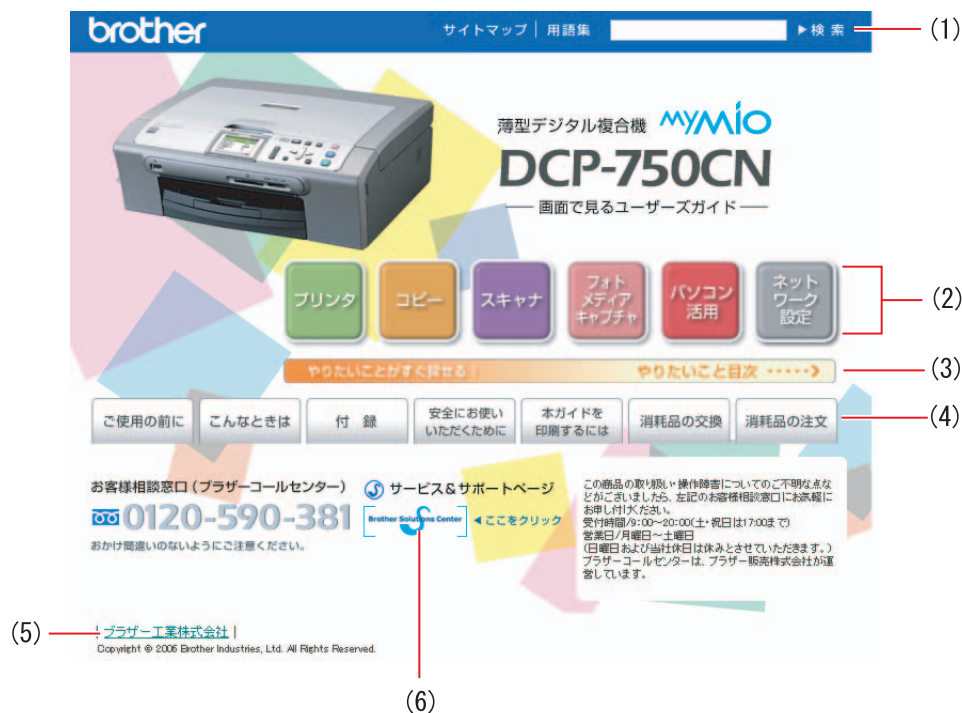 brother
サイトマップ│用語集 ▶検 索
(1)
薄型デジタル複合機 MYMIO
DCP-750CN
画面で見るユーザーズガイド
プリンタ
コピー
スキャナ
フォト
メディア
キャプチャ
パソコン
活用
ネット
ワーク
設定
(2)
やりたいことがすぐ探せる! やりたいこと目次 ‥‥‥>
(3)
ご使用の前に
こんなときは
付 録
安全にお使い
いただくために
本ガイドを
印刷するには
消耗品の交換
消耗品の注文
(4)
お客様相談窓口（ブラザーコールセンター）
0120-590-381
おかけ間違いのないようにご注意ください。
サービス&サポートページ
Brother Solutions Center
◀ここをクリック
この商品の取り扱い・操作障害についてのご不明な点な
どがございましたら、左記のお客様相談窓口にお気軽に
お申し付けください。
受付時間/9:00〜20:00(土・祝日は17:00まで)
営業日/月曜日〜土曜日
(日曜日および当社休日は休みとさせていただきます。)
ブラザーコールセンターは、ブラザー販売株式会社が運
営しています。
(5)
| ブラザー工業株式会社 |
Copyright © 2006 Brother Industries, Ltd. All Rights Reserved.
(6)